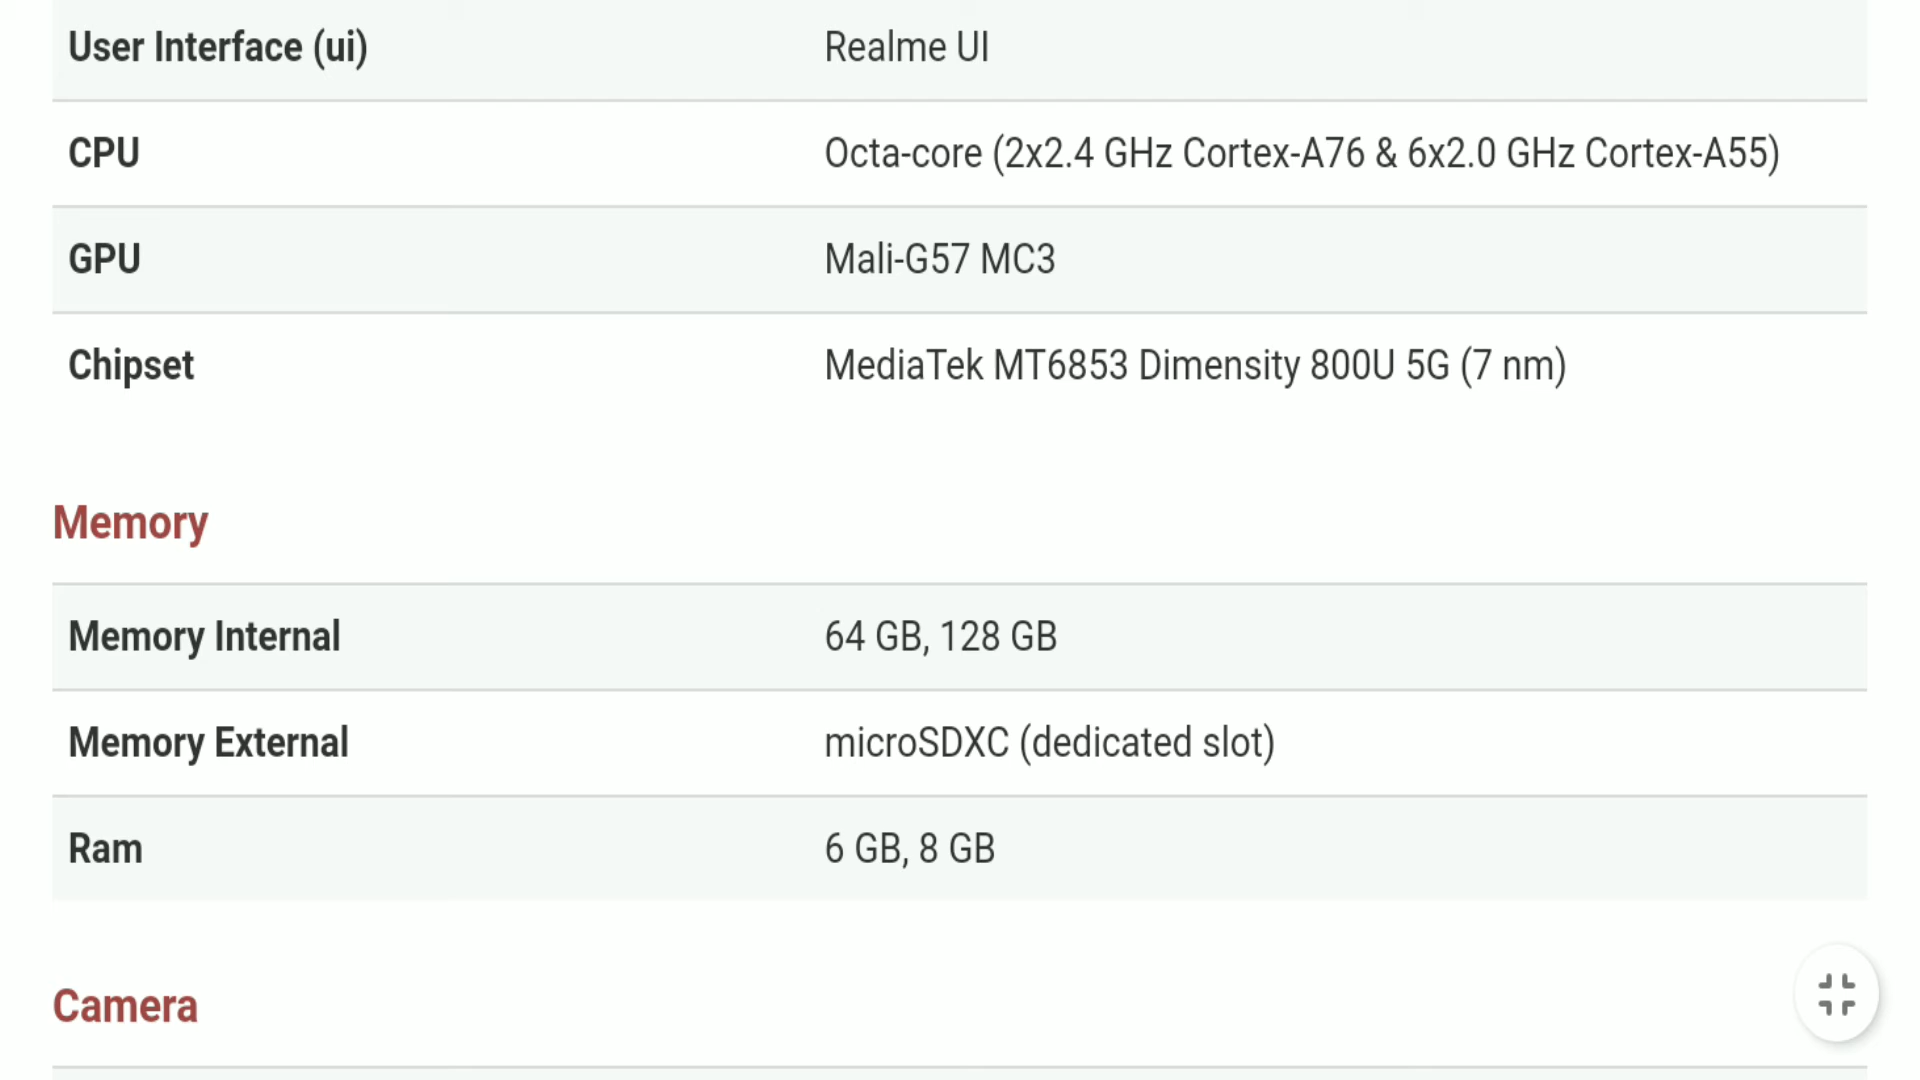 User Interface (ui) Realme UI
CPU Octa-core (2x2.4 GHz Cortex-A76 & 6x2.0 GHz Cortex-A55)
GPU Mali-G57 MC3
Chipset MediaTek MT6853 Dimensity 800U 5G (7 nm)
Memory
Memory Internal 64 GB, 128 GB
Memory External microSDXC (dedicated slot)
Ram 6 GB, 8 GB
Camera